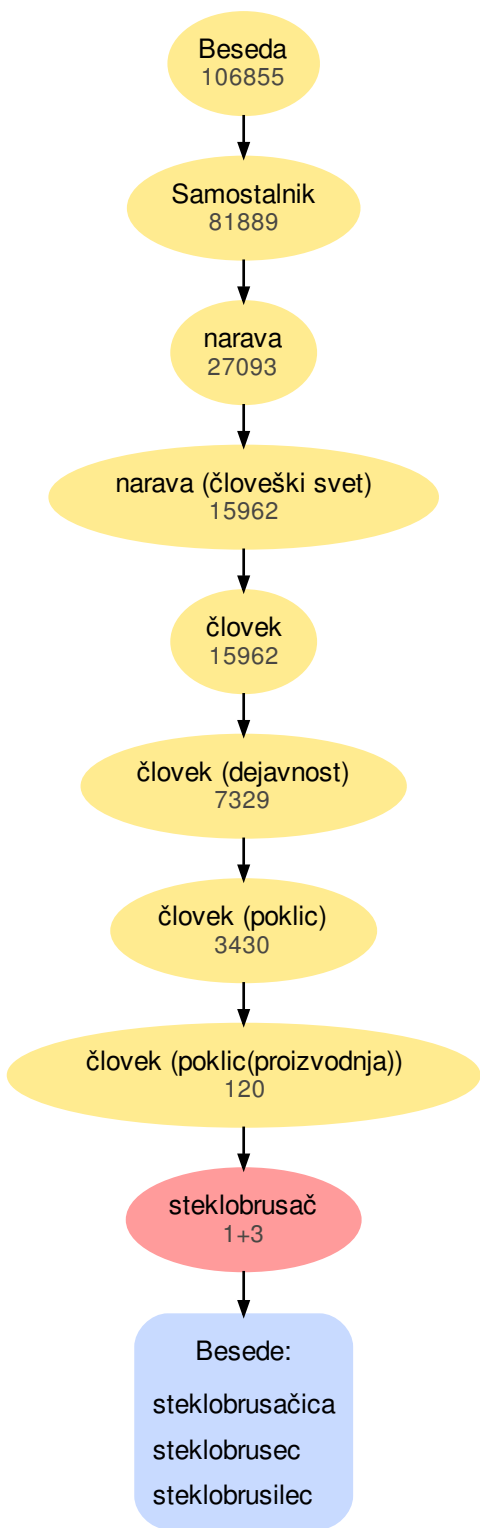 Beseda
106855
Samostalnik
81889
narava
27093
narava (človeški svet)
15962
človek
15962
človek (dejavnost)
7329
človek (poklic)
3430
človek (poklic(proizvodnja))
120
steklobrusač
1+3
Besede:
steklobrusačica
steklobrusec
steklobrusilec